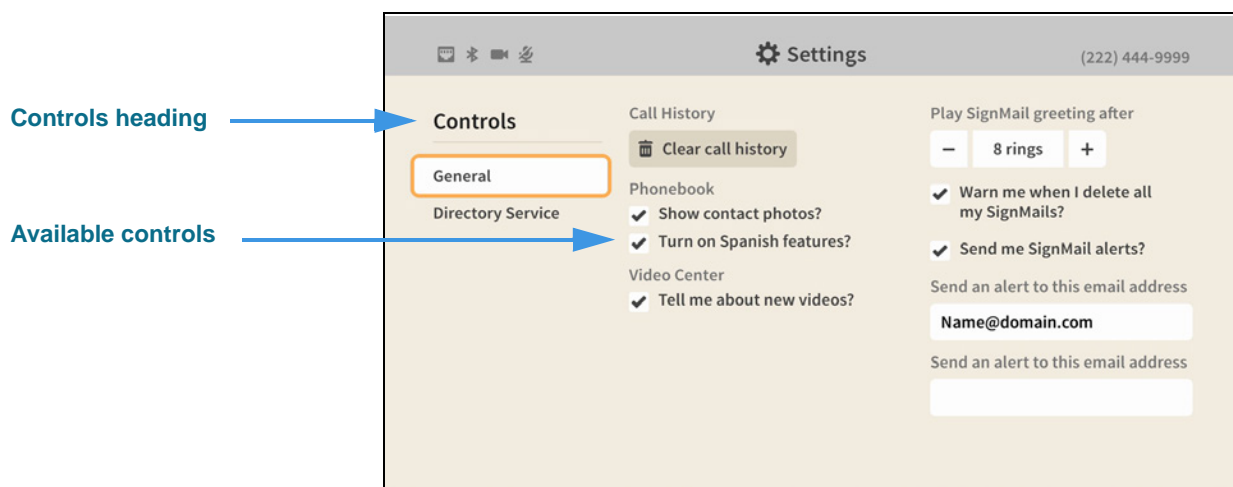 Settings
(222) 444-9999
Controls heading
Controls
General
Directory Service
Available controls
Call History
Clear call history
Phonebook
Show contact photos?
Turn on Spanish features?
Video Center
Tell me about new videos?
Play SignMail greeting after
− 8 rings +
Warn me when I delete all
my SignMails?
Send me SignMail alerts?
Send an alert to this email address
Name@domain.com
Send an alert to this email address